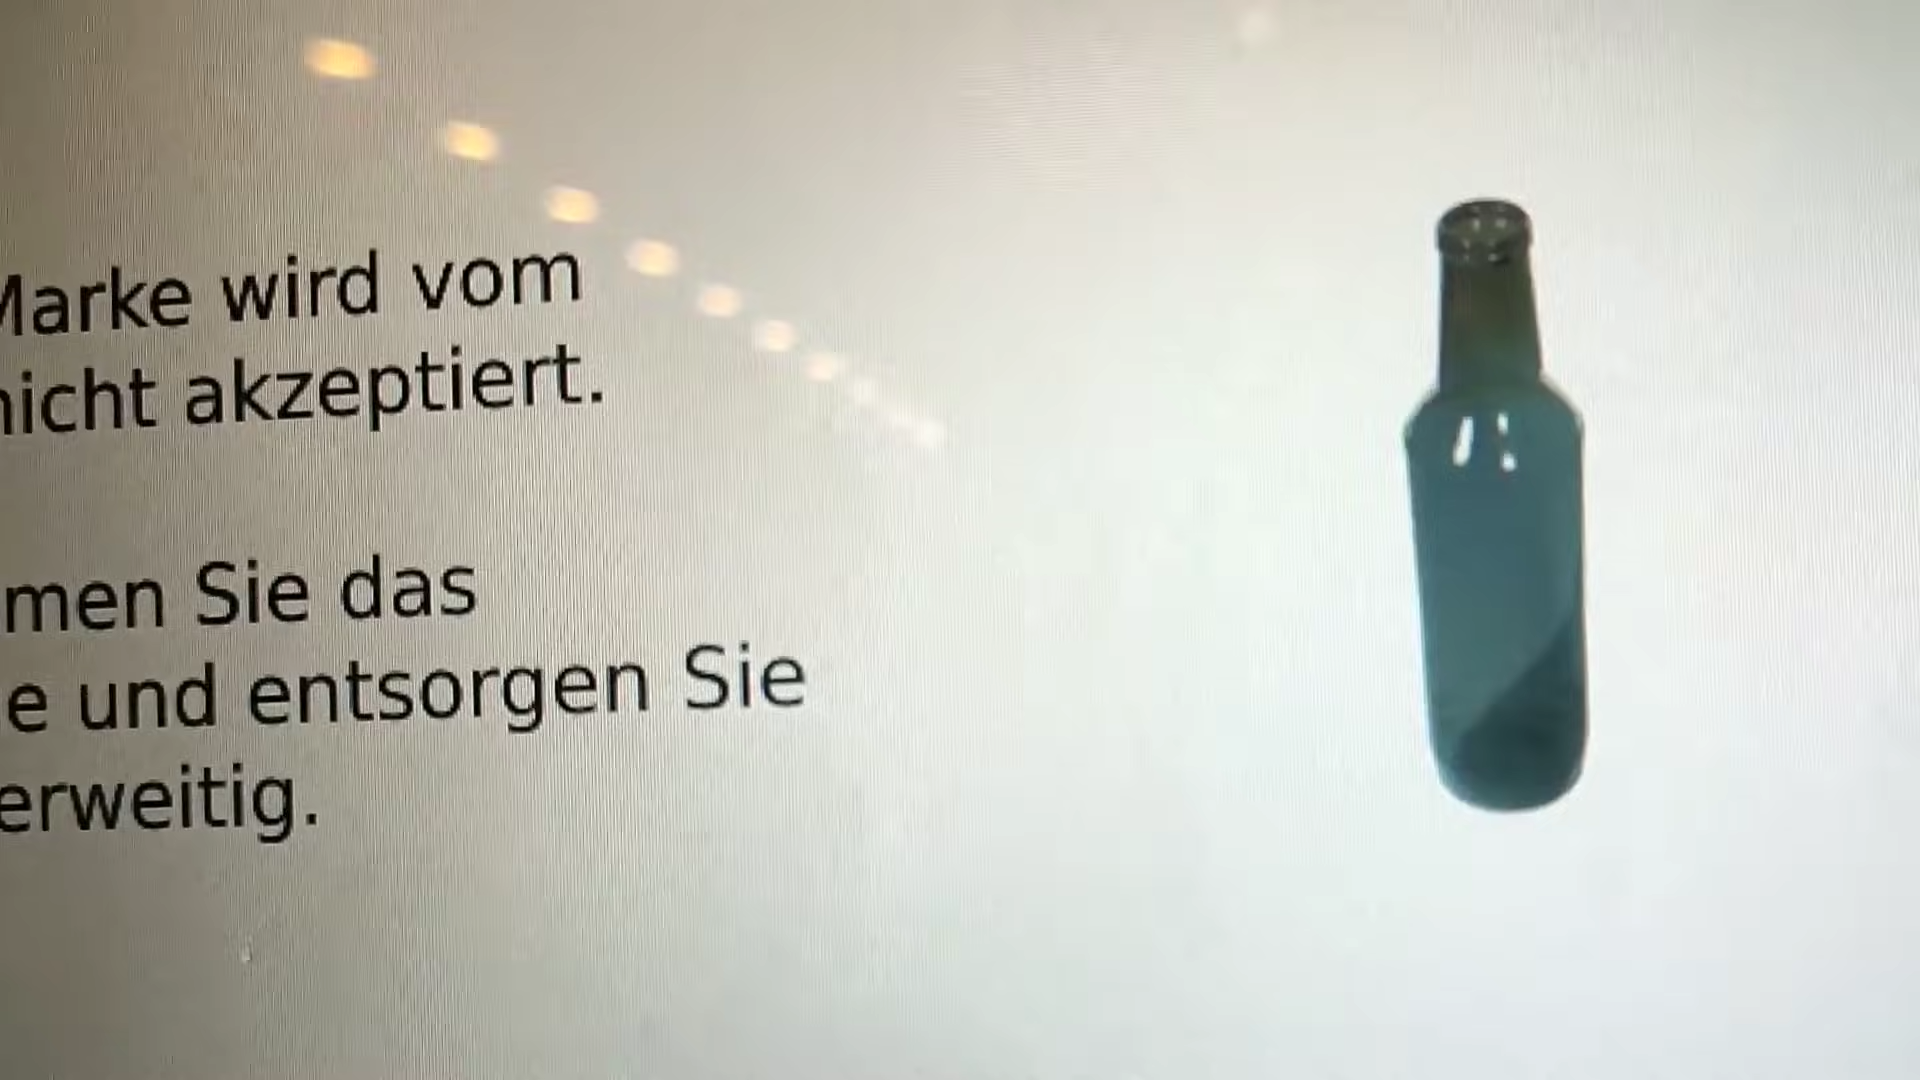 Marke wird vom
nicht akzeptiert.
men Sie das
e und entsorgen Sie
erweitig.